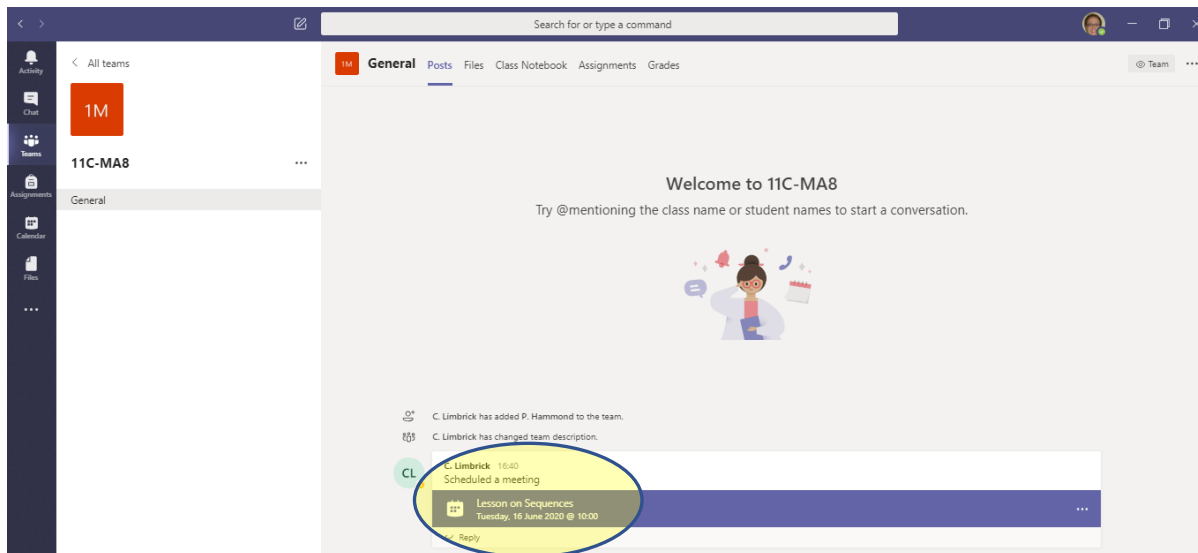 Search for or type a command
Activity
Chat
Teams
Assignments
Calendar
Files
All teams
1M
11C-MA8
General
1M General Posts Files Class Notebook Assignments Grades
Team
Welcome to 11C-MA8
Try @mentioning the class name or student names to start a conversation.
C. Limbrick has added P. Hammond to the team.
C. Limbrick has changed team description.
CL
C. Limbrick 16:40
Scheduled a meeting
Lesson on Sequences
Tuesday, 16 June 2020 @ 10:00
Reply